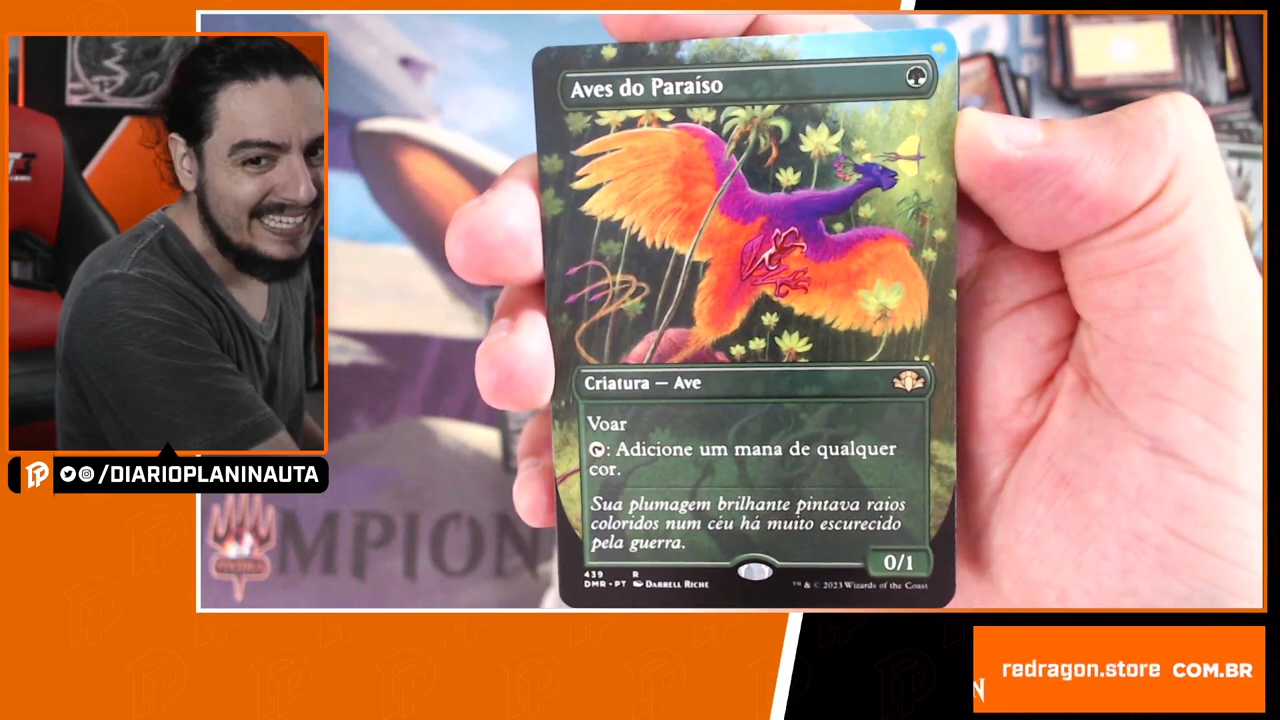 Aves do Paraíso
Criatura — Ave
Voar
: Adicione um mana de qualquer
cor.
Sua plumagem brilhante pintava raios
coloridos num céu há muito escurecido
pela guerra.
0/1
439 R
DMR • PT DARRELL RICHE
™ & © 2023 Wizards of the Coast
/DIARIOPLANINAUTA
MPION
redragon.store COM.BR
N